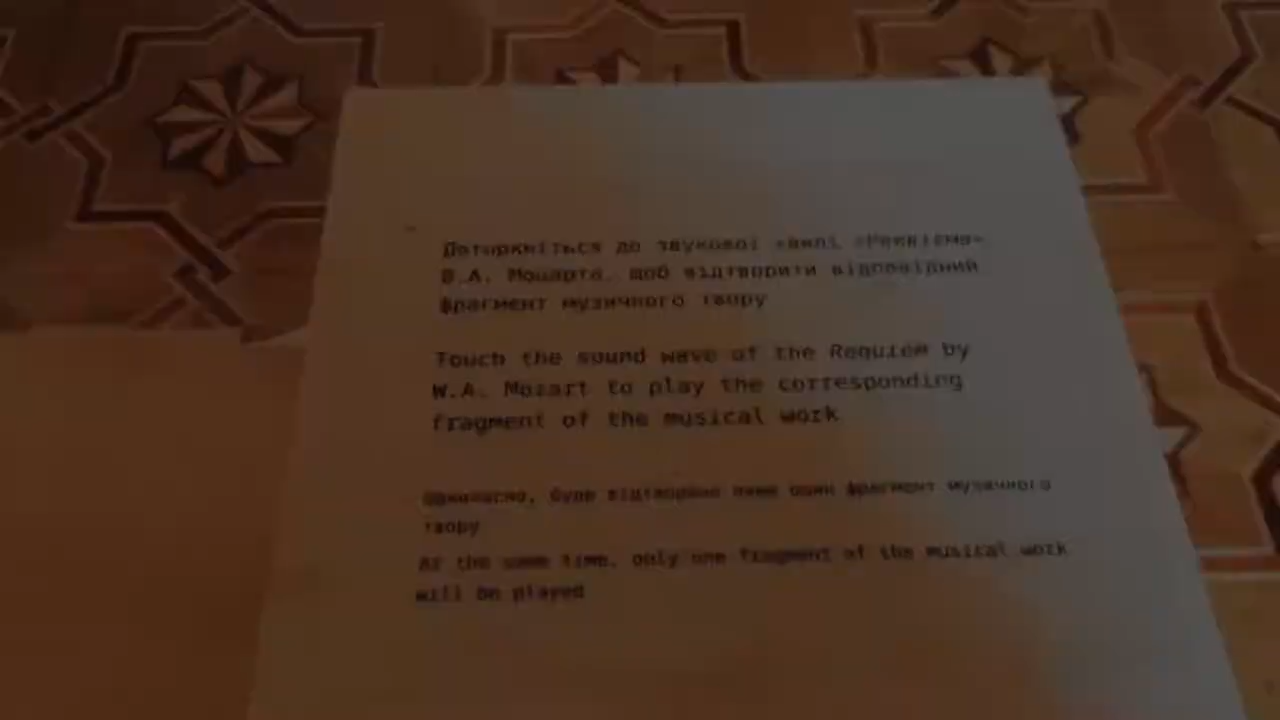 Доторкніться до звукової хвилі «Реквієма»
В.А. Моцарта, щоб відтворити відповідний
фрагмент музичного твору
Touch the sound wave of the Requiem by
W.A. Mozart to play the corresponding
fragment of the musical work
Одночасно, буде відтворено лише один фрагмент музичного
твору
At the same time, only one fragment of the musical work
will be played